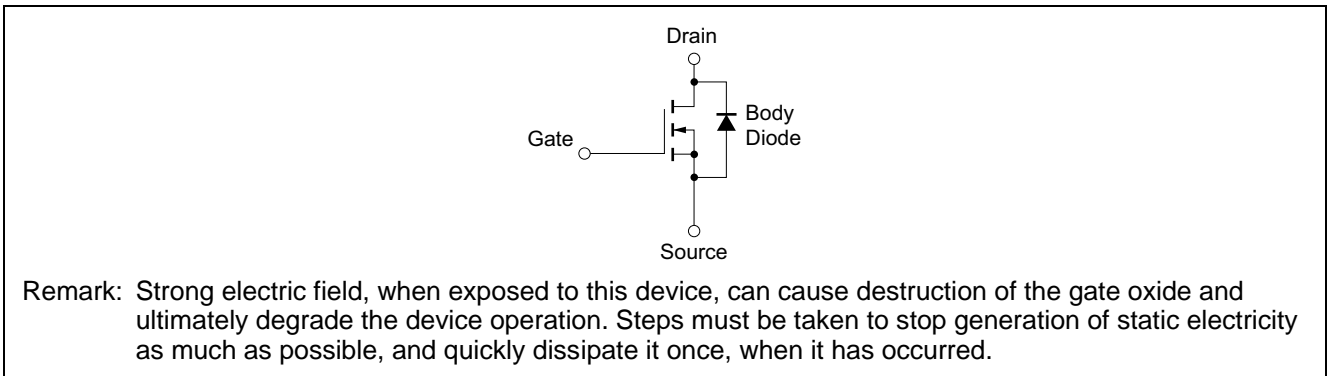 Drain
Body
Diode
Gate
Source
Remark: Strong electric field, when exposed to this device, can cause destruction of the gate oxide and
ultimately degrade the device operation. Steps must be taken to stop generation of static electricity
as much as possible, and quickly dissipate it once, when it has occurred.